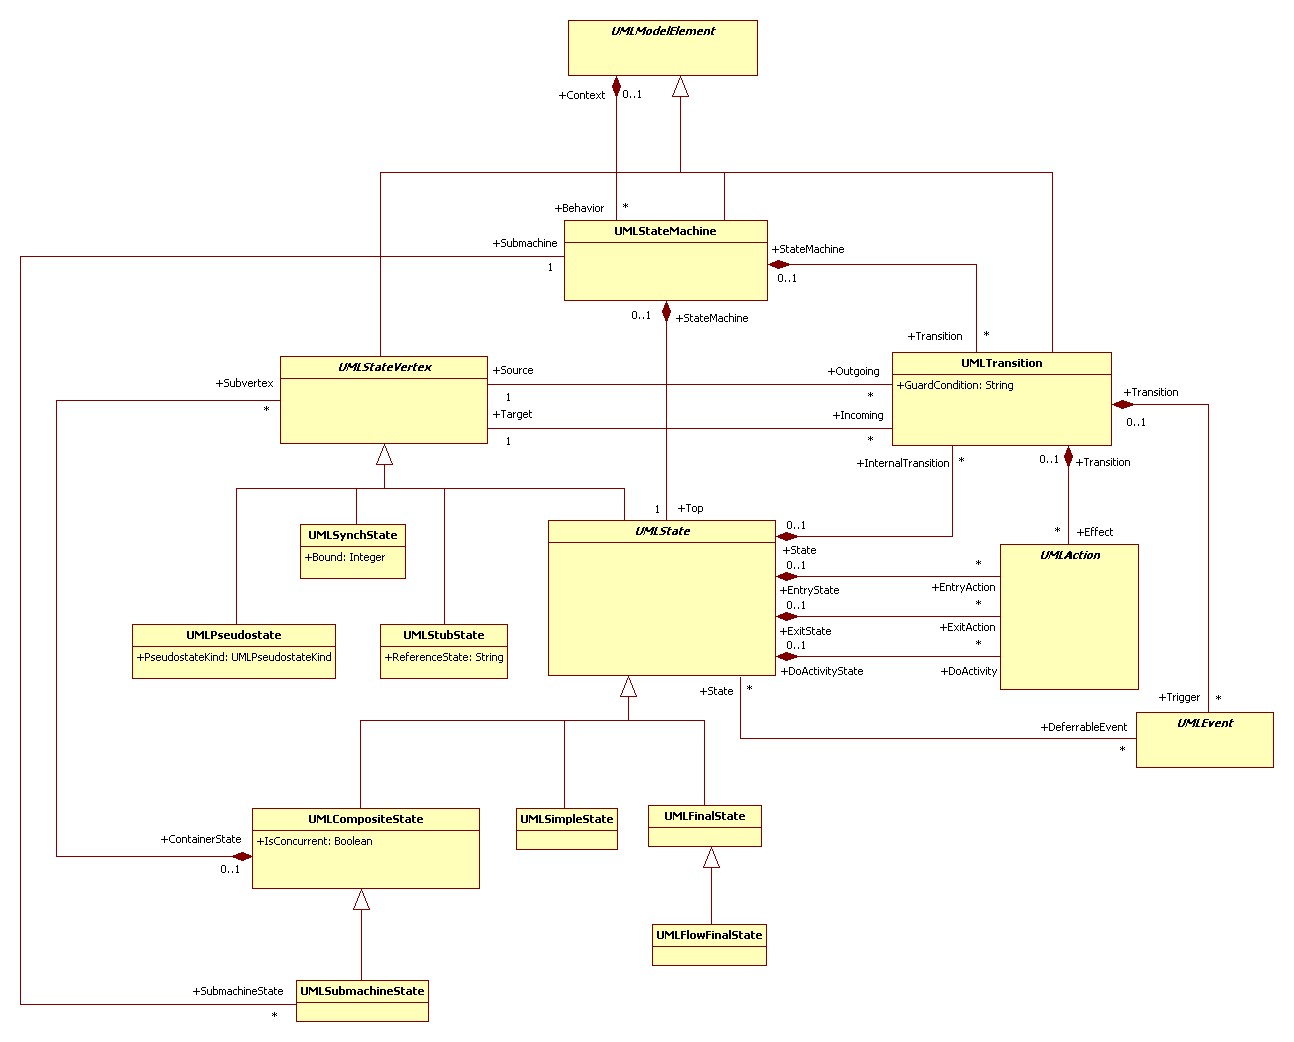 UMLModelElement
+Context
0..1
+Behavior
*
UMLStateMachine
+Submachine
1
+StateMachine
0..1
0..1
+StateMachine
+Transition
*
UMLStateVertex
+Subvertex
*
+Source
1
+Target
1
+Outgoing
*
+Incoming
*
UMLTransition
+GuardCondition: String
+Transition
0..1
+InternalTransition
*
0..1
+Transition
1
+Top
*
+Effect
UMLSynchState
+Bound: Integer
UMLPseudostate
+PseudostateKind: UMLPseudostateKind
UMLStubState
+ReferenceState: String
UMLState
0..1
+State
0..1
+EntryState
0..1
+ExitState
0..1
+DoActivityState
*
+EntryAction
*
+ExitAction
*
+DoActivity
UMLAction
+State
*
+DeferrableEvent
*
+Trigger
*
UMLEvent
UMLCompositeState
+IsConcurrent: Boolean
+ContainerState
0..1
UMLSimpleState
UMLFinalState
UMLFlowFinalState
UMLSubmachineState
+SubmachineState
*